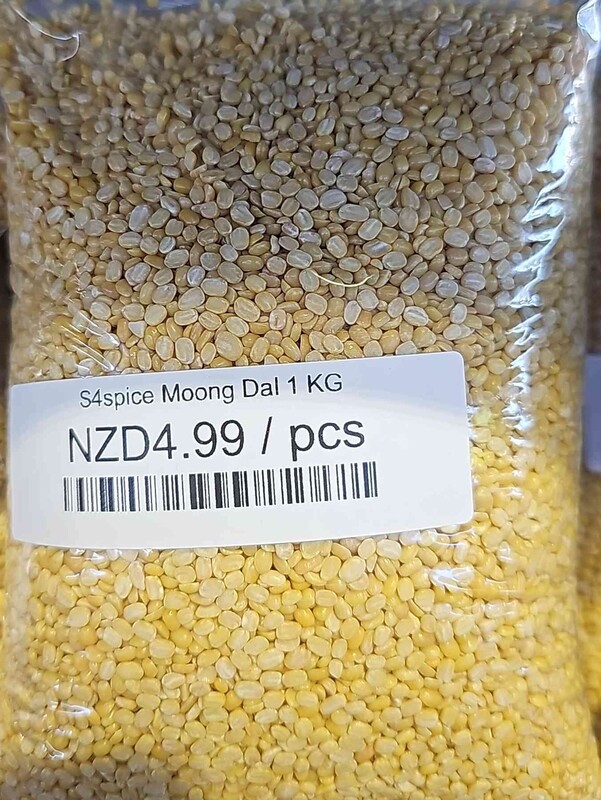 S4spice Moong Dal 1 KG
NZD4.99 / pcs